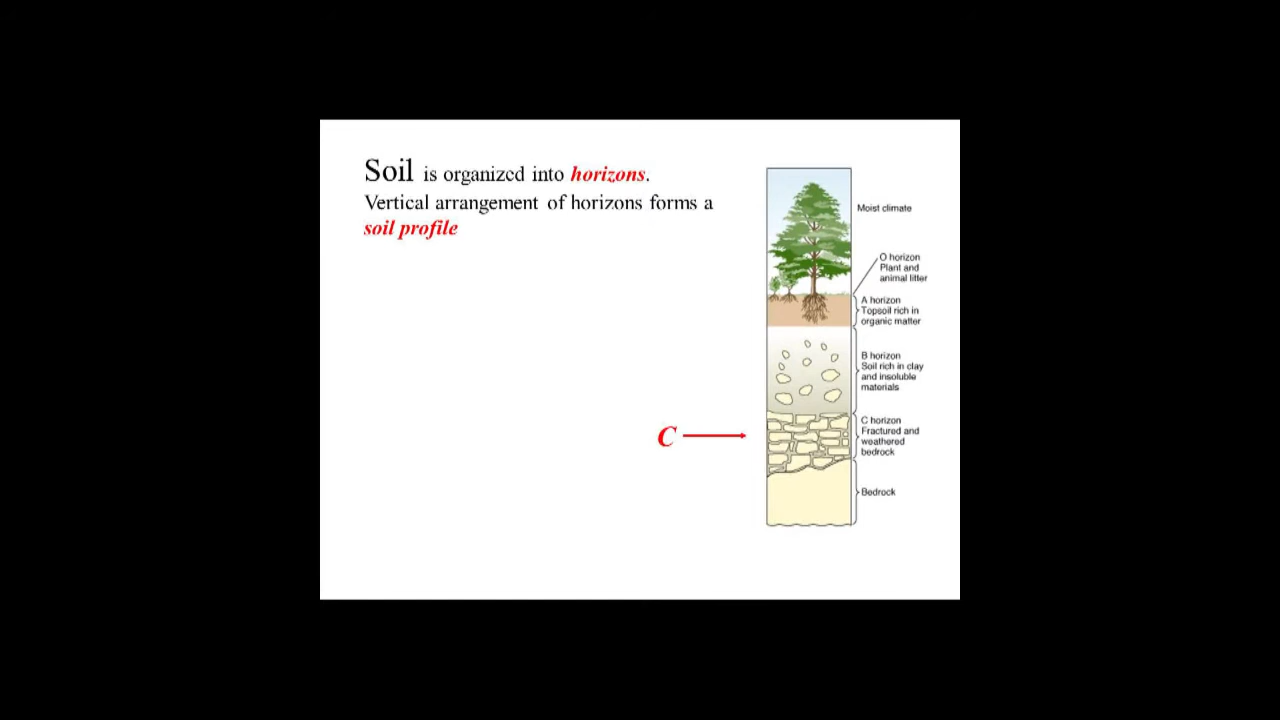 Soil is organized into horizons.
Vertical arrangement of horizons forms a
soil profile
Moist climate
O horizon
Plant and
animal litter
A horizon
Topsoil rich in
organic matter
B horizon
Soil rich in clay
and insoluble
materials
C
C horizon
Fractured and
weathered
bedrock
Bedrock